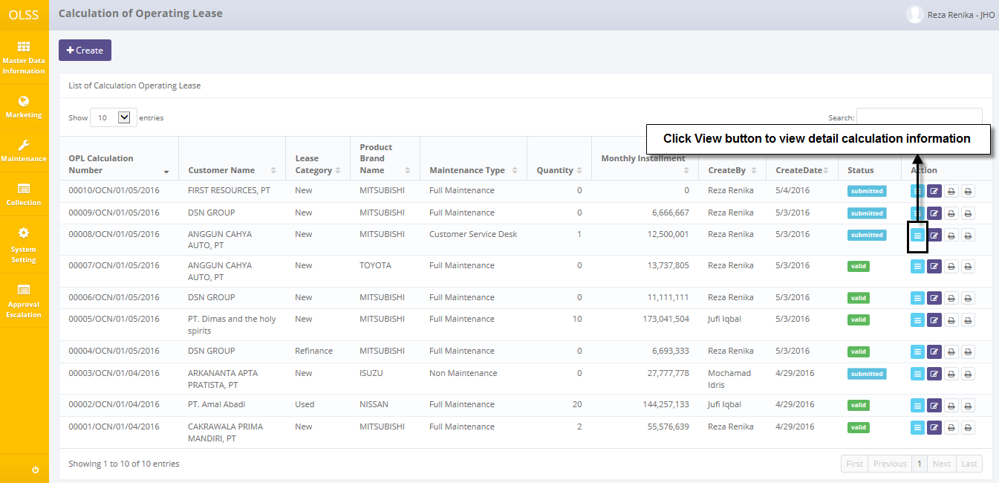 OLSS
Calculation of Operating Lease
Reza Renika - JHO
Master Data
Information
Marketing
Maintenance
Collection
System
Setting
Approval
Escalation
Create
List of Calculation Operating Lease
Show 10 entries
Search:
Click View button to view detail calculation information
OPL Calculation
Number
Customer Name
Lease
Category
Product
Brand
Name
Maintenance Type
Quantity
Monthly Installment
CreateBy
CreateDate
Status
Action
00010/OCN/01/05/2016 FIRST RESOURCES, PT New MITSUBISHI Full Maintenance 0 0 Reza Renika 5/4/2016 submitted
00009/OCN/01/05/2016 DSN GROUP New MITSUBISHI Full Maintenance 0 6,666,667 Reza Renika 5/3/2016 submitted
00008/OCN/01/05/2016 ANGGUN CAHYA New MITSUBISHI Customer Service Desk 1 12,500,001 Reza Renika 5/3/2016 submitted
AUTO, PT
00007/OCN/01/05/2016 ANGGUN CAHYA New TOYOTA Full Maintenance 0 13,737,805 Reza Renika 5/3/2016 valid
AUTO, PT
00006/OCN/01/05/2016 DSN GROUP New MITSUBISHI Full Maintenance 0 11,111,111 Reza Renika 5/3/2016 valid
00005/OCN/01/05/2016 PT. Dimas and the holy New MITSUBISHI Full Maintenance 10 173,041,504 Jufi Iqbal 5/3/2016 valid
spirits
00004/OCN/01/05/2016 DSN GROUP Refinance MITSUBISHI Full Maintenance 0 6,693,333 Reza Renika 5/3/2016 valid
00003/OCN/01/04/2016 ARKANANTA APTA New ISUZU Non Maintenance 0 27,777,778 Mochamad 4/29/2016 submitted
PRATISTA, PT Idris
00002/OCN/01/04/2016 PT. Amal Abadi Used NISSAN Full Maintenance 20 144,257,133 Jufi Iqbal 4/29/2016 valid
00001/OCN/01/04/2016 CAKRAWALA PRIMA New MITSUBISHI Full Maintenance 2 55,576,639 Reza Renika 4/29/2016 valid
MANDIRI, PT
Showing 1 to 10 of 10 entries
First Previous 1 Next Last